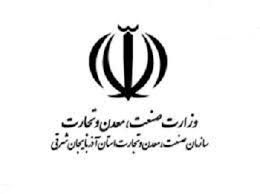 وزارت صنعت، معدن و تجارت
سازمان صنعت، معدن و تجارت استان آذربایجان شرقی